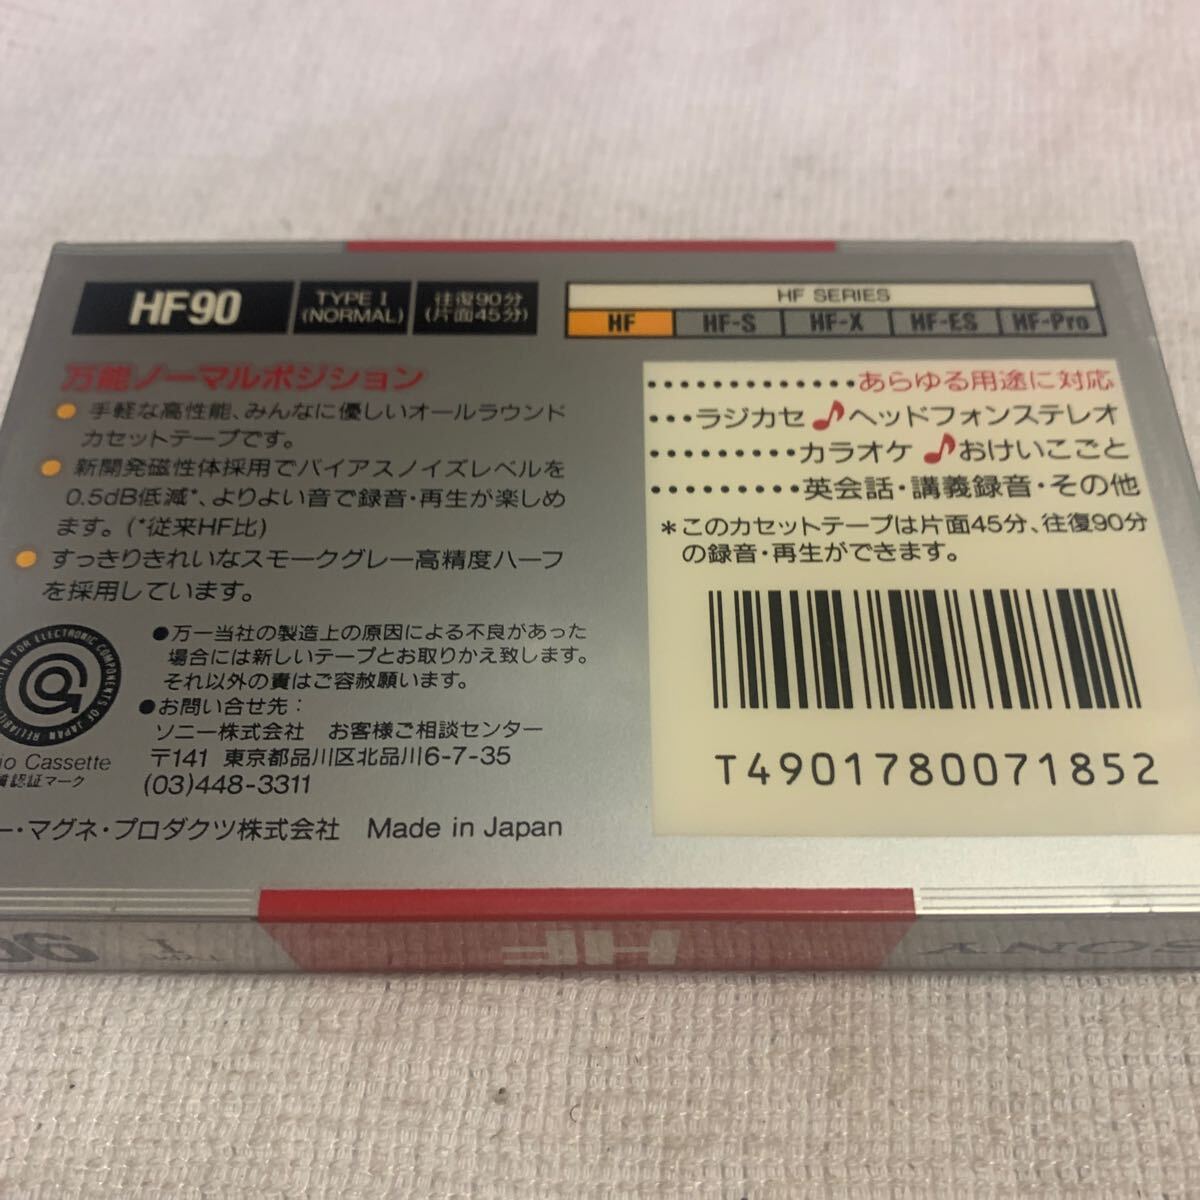 HF90
TYPE I
(NORMAL)
往復90分
(片面45分)
HF SERIES
HF HF-S HF-X HF-ES HF-Pro
万能ノーマルポジション
● 手軽な高性能、みんなに優しいオールラウンド
カセットテープです。
● 新開発磁性体採用でバイアスノイズレベルを
0.5dB低減*、よりよい音で録音・再生が楽しめ
ます。(*従来HF比)
● すっきりきれいなスモークグレー高精度ハーフ
を採用しています。
••••••••••••••あらゆる用途に対応
•••ラジカセ♪ヘッドフォンステレオ
•••••••••カラオケ♪おけいこごと
••••••••••英会話・講義録音・その他
*このカセットテープは片面45分、往復90分
の録音・再生ができます。
T4901780071852
FOR ELECTRONIC COMPONENTS OF JAPAN
io Cassette
認証マーク
●万一当社の製造上の原因による不良があった
場合には新しいテープとお取りかえ致します。
それ以外の責はご容赦願います。
●お問い合せ先:
ソニー株式会社 お客様ご相談センター
〒141 東京都品川区北品川6-7-35
(03)448-3311
ー・マグネ・プロダクツ株式会社 Made in Japan
SONY
HF
I
90